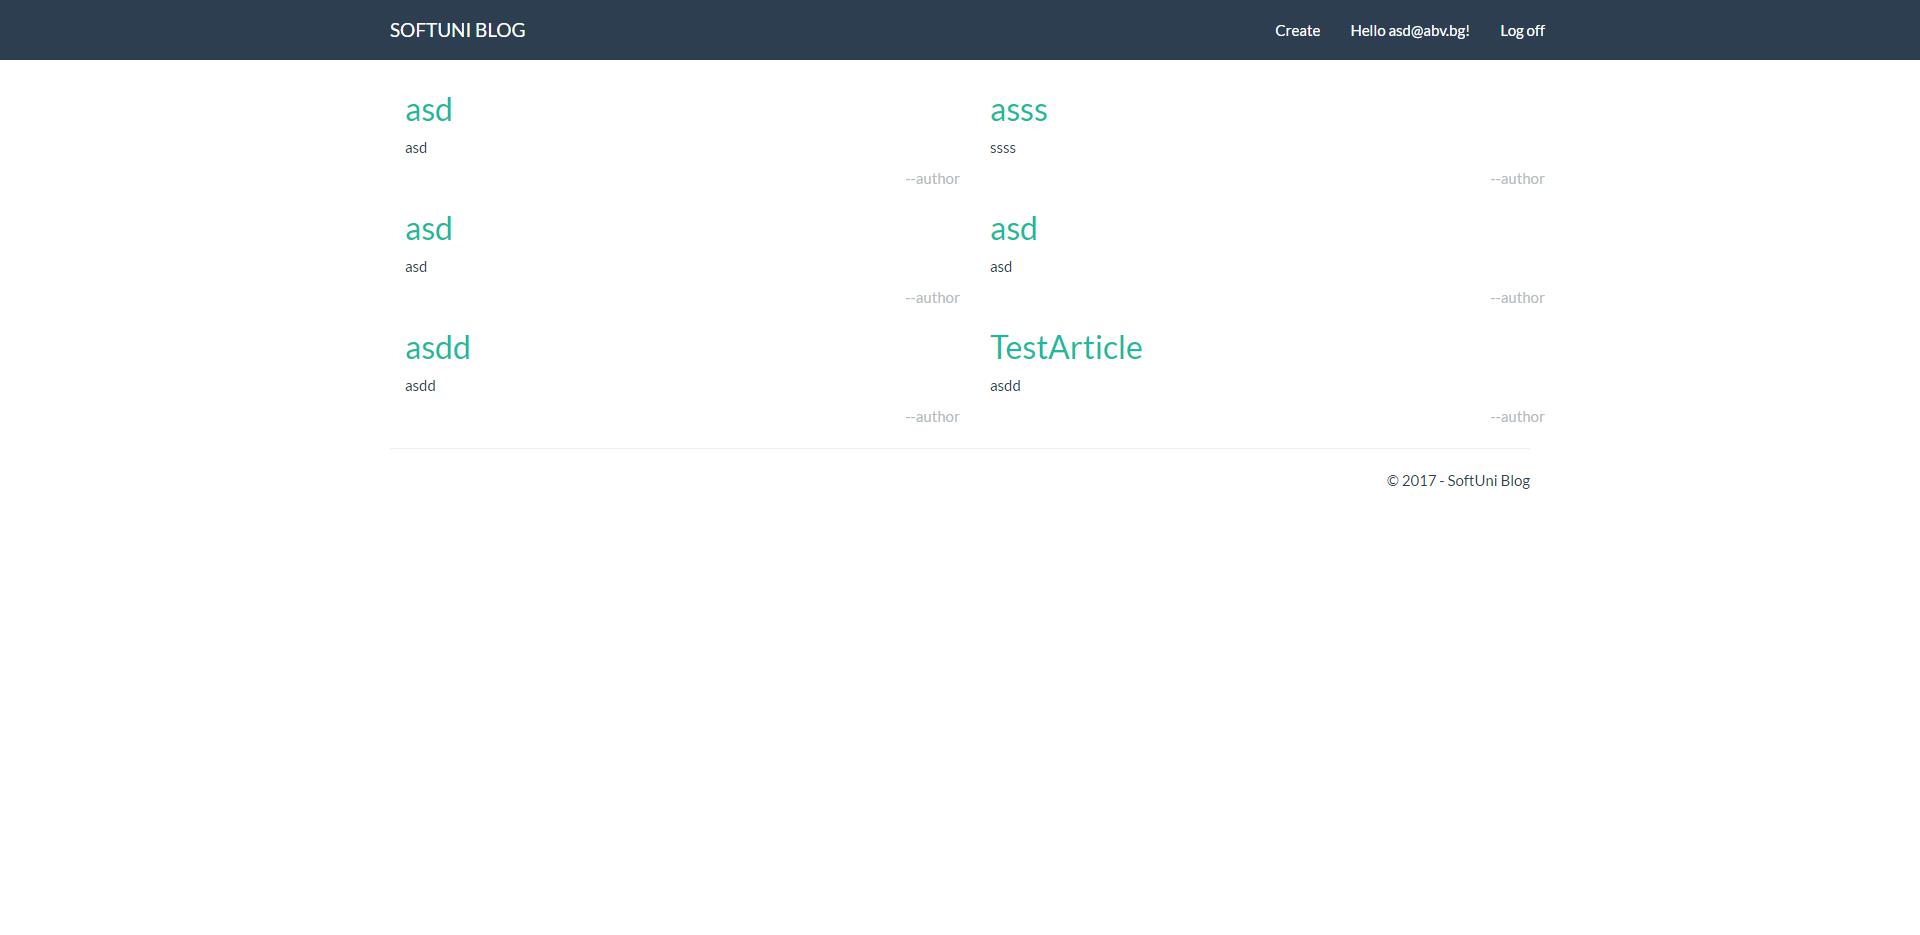 SOFTUNI BLOG
Create
Hello asd@abv.bg!
Log off
asd
asd
--author
asss
ssss
--author
asd
asd
--author
asd
asd
--author
asdd
asdd
--author
TestArticle
asdd
--author
© 2017 - SoftUni Blog